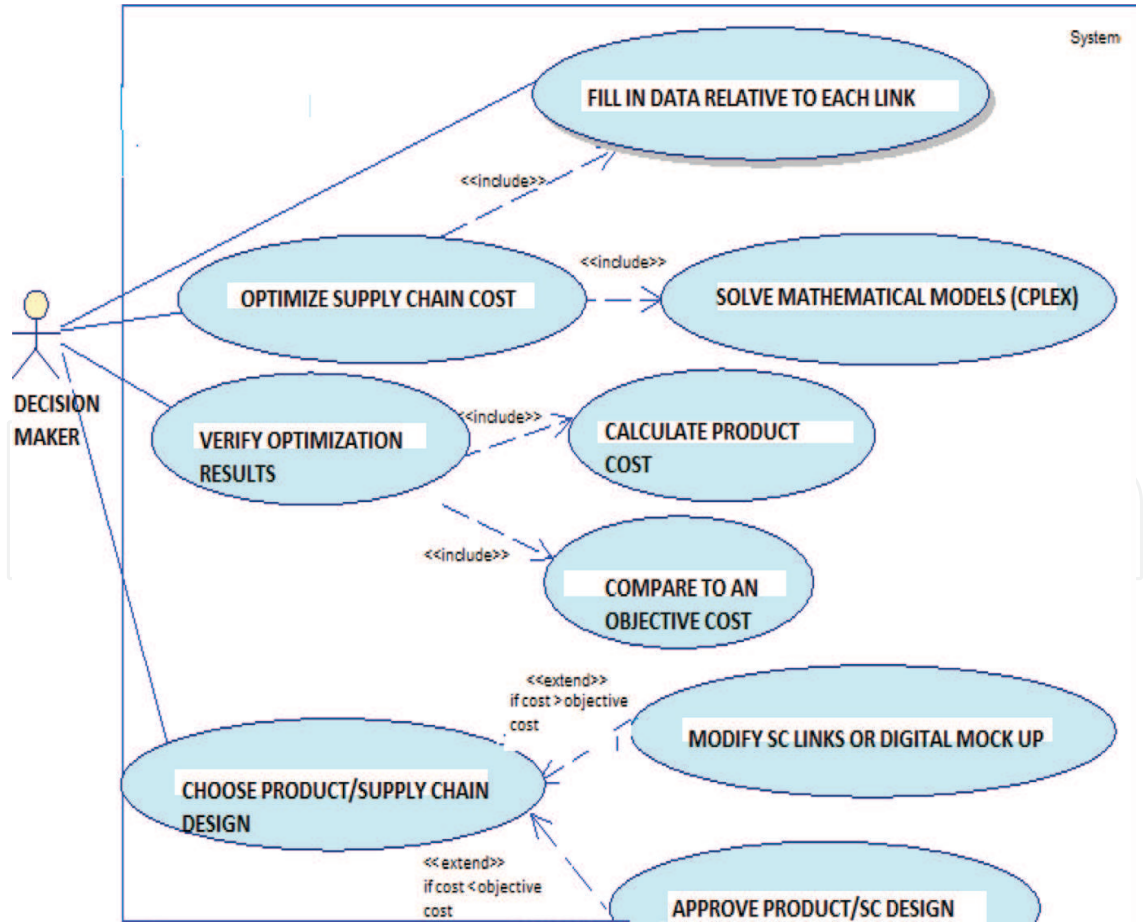 System
FILL IN DATA RELATIVE TO EACH LINK
<<include>>
<<include>>
OPTIMIZE SUPPLY CHAIN COST
SOLVE MATHEMATICAL MODELS (CPLEX)
DECISION
MAKER
<<include>>
VERIFY OPTIMIZATION
RESULTS
CALCULATE PRODUCT
COST
<<include>>
COMPARE TO AN
OBJECTIVE COST
<<extend>>
if cost >objective
cost
MODIFY SC LINKS OR DIGITAL MOCK UP
CHOOSE PRODUCT/SUPPLY CHAIN
DESIGN
<<extend>>
if cost <objective
cost
APPROVE PRODUCT/SC DESIGN